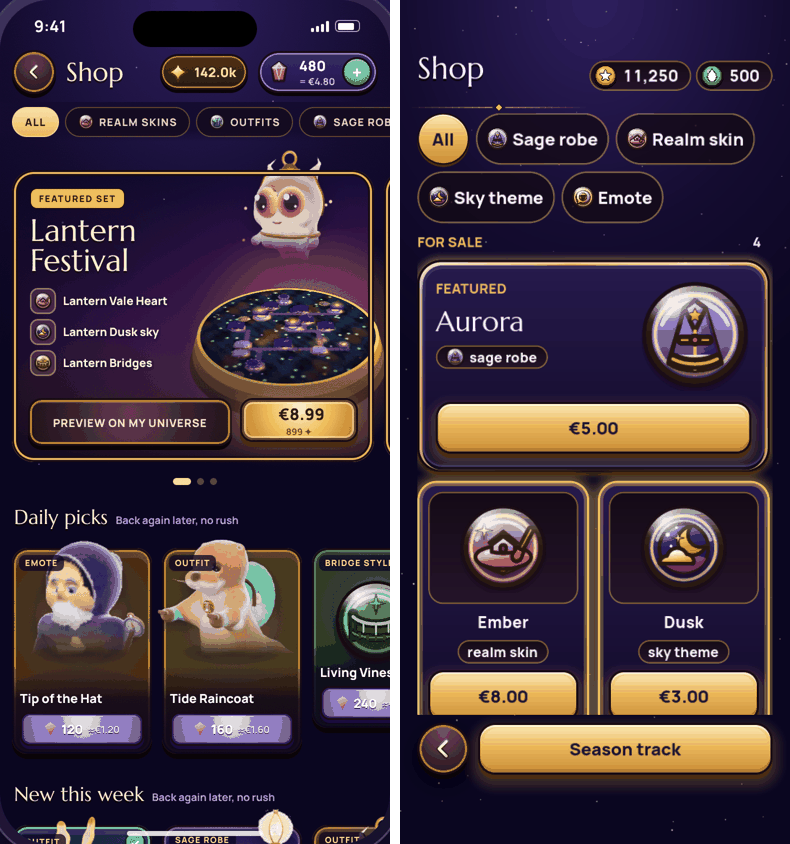 9:41
Shop
142.0k
480
= €4.80
ALL
REALM SKINS
OUTFITS
SAGE ROB
FEATURED SET
Lantern
Festival
Lantern Vale Heart
Lantern Dusk sky
Lantern Bridges
PREVIEW ON MY UNIVERSE
€8.99
899
Daily picks
Back again later, no rush
EMOTE
OUTFIT
BRIDGE STYLE
Tip of the Hat
Tide Raincoat
Living Vines
120 ≈€1.20
160 ≈€1.60
240
New this week
Back again later, no rush
SAGE ROBE
OUTFIT
Shop
11,250
500
All
Sage robe
Realm skin
Sky theme
Emote
FOR SALE
4
FEATURED
Aurora
sage robe
€5.00
Ember
Dusk
realm skin
sky theme
€8.00
€3.00
Season track